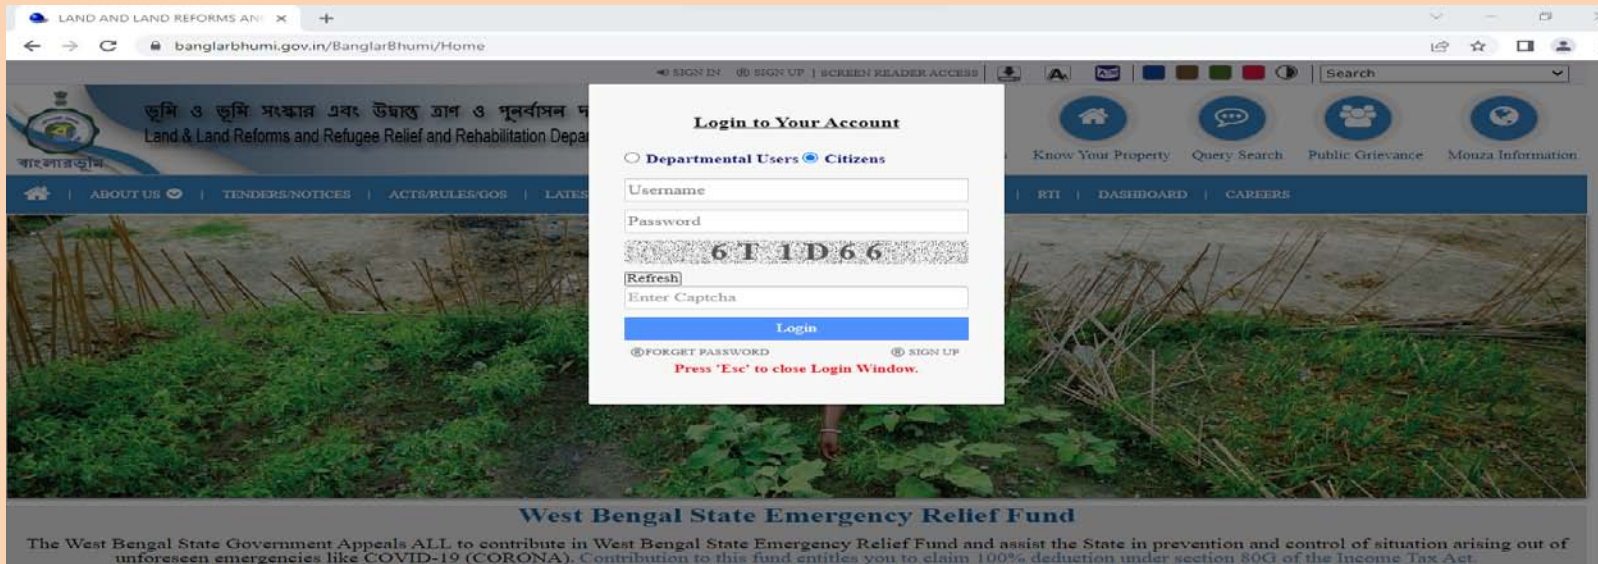 LAND AND LAND REFORMS AN
banglarbhumi.gov.in/BanglarBhumi/Home
SIGN IN ® SIGN UP | SCREEN READER ACCESS Search
ভূমি ও ভূমি সংস্কার এবং উদ্বাস্তু ত্রাণ ও পুনর্বাসন দ
Land & Land Reforms and Refugee Relief and Rehabilitation Depar
বাংলারভূমি
Know Your Property Query Search Public Grievance Mouza Information
ABOUT US | TENDERS/NOTICES | ACTS/RULES/GOS | LATES
| RTI | DASHBOARD | CAREERS
Login to Your Account
Departmental Users Citizens
Username
Password
6T1D66
Refresh
Enter Captcha
Login
®FORGET PASSWORD ® SIGN UP
Press 'Esc' to close Login Window.
West Bengal State Emergency Relief Fund
The West Bengal State Government Appeals ALL to contribute in West Bengal State Emergency Relief Fund and assist the State in prevention and control of situation arising out of
unforeseen emergencies like COVID-19 (CORONA). Contribution to this fund entitles you to claim 100% deduction under section 80G of the Income Tax Act.